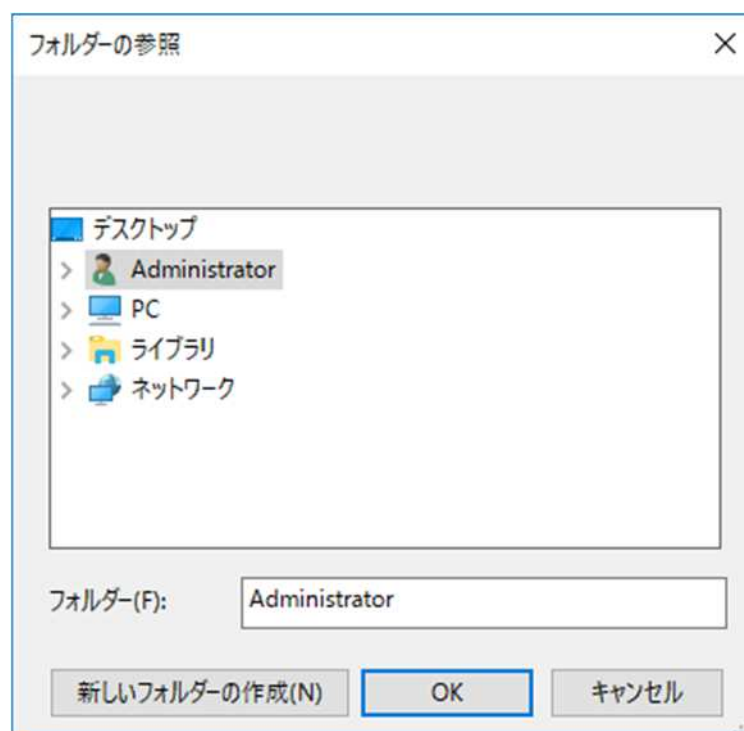 フォルダーの参照
デスクトップ
Administrator
PC
ライブラリ
ネットワーク
フォルダー(F): Administrator
新しいフォルダーの作成(N) OK キャンセル